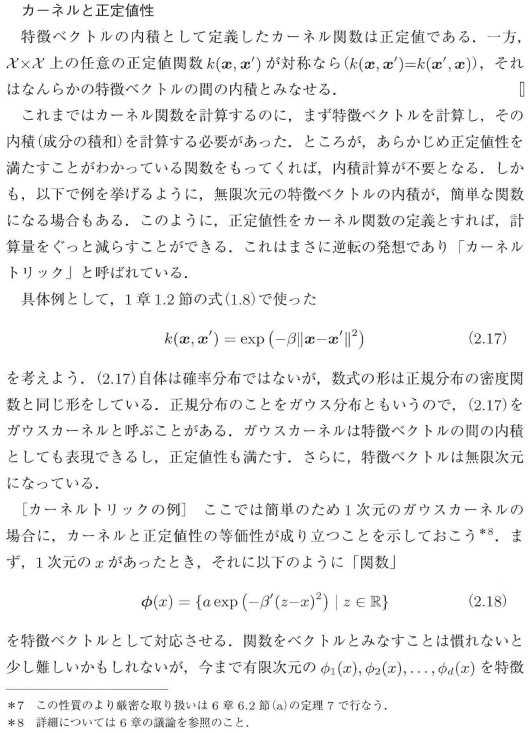 カーネルと正定値性
特徴ベクトルの内積として定義したカーネル関数は正定値である．一方，
𝒳×𝒳 上の任意の正定値関数 k(x, x′) が対称なら(k(x, x′)=k(x′, x))，それ
はなんらかの特徴ベクトルの間の内積とみなせる．
これまではカーネル関数を計算するのに，まず特徴ベクトルを計算し，その
内積(成分の積和)を計算する必要があった．ところが，あらかじめ正定値性を
満たすことがわかっている関数をもってくれば，内積計算が不要となる．しか
も，以下で例を挙げるように，無限次元の特徴ベクトルの内積が，簡単な関数
になる場合もある．このように，正定値性をカーネル関数の定義とすれば，計
算量をぐっと減らすことができる．これはまさに逆転の発想であり「カーネル
トリック」と呼ばれている．
具体例として，1 章 1.2 節の式(1.8)で使った
k(x, x′) = exp (−β‖x−x′‖²) (2.17)
を考えよう．(2.17)自体は確率分布ではないが，数式の形は正規分布の密度関
数と同じ形をしている．正規分布のことをガウス分布ともいうので，(2.17)を
ガウスカーネルと呼ぶことがある．ガウスカーネルは特徴ベクトルの間の内積
としても表現できるし，正定値性も満たす．さらに，特徴ベクトルは無限次元
になっている．
［カーネルトリックの例］ ここでは簡単のため 1 次元のガウスカーネルの
場合に，カーネルと正定値性の等価性が成り立つことを示しておこう*8．ま
ず，1 次元の x があったとき，それに以下のように「関数」
ϕ(x) = {a exp (−β′(z−x)²) | z ∈ ℝ} (2.18)
を特徴ベクトルとして対応させる．関数をベクトルとみなすことは慣れないと
少し難しいかもしれないが，今まで有限次元の ϕ₁(x), ϕ₂(x), . . . , ϕd(x) を特徴
*7 この性質のより厳密な取り扱いは 6 章 6.2 節(a)の定理 7 で行なう．
*8 詳細については 6 章の議論を参照のこと．